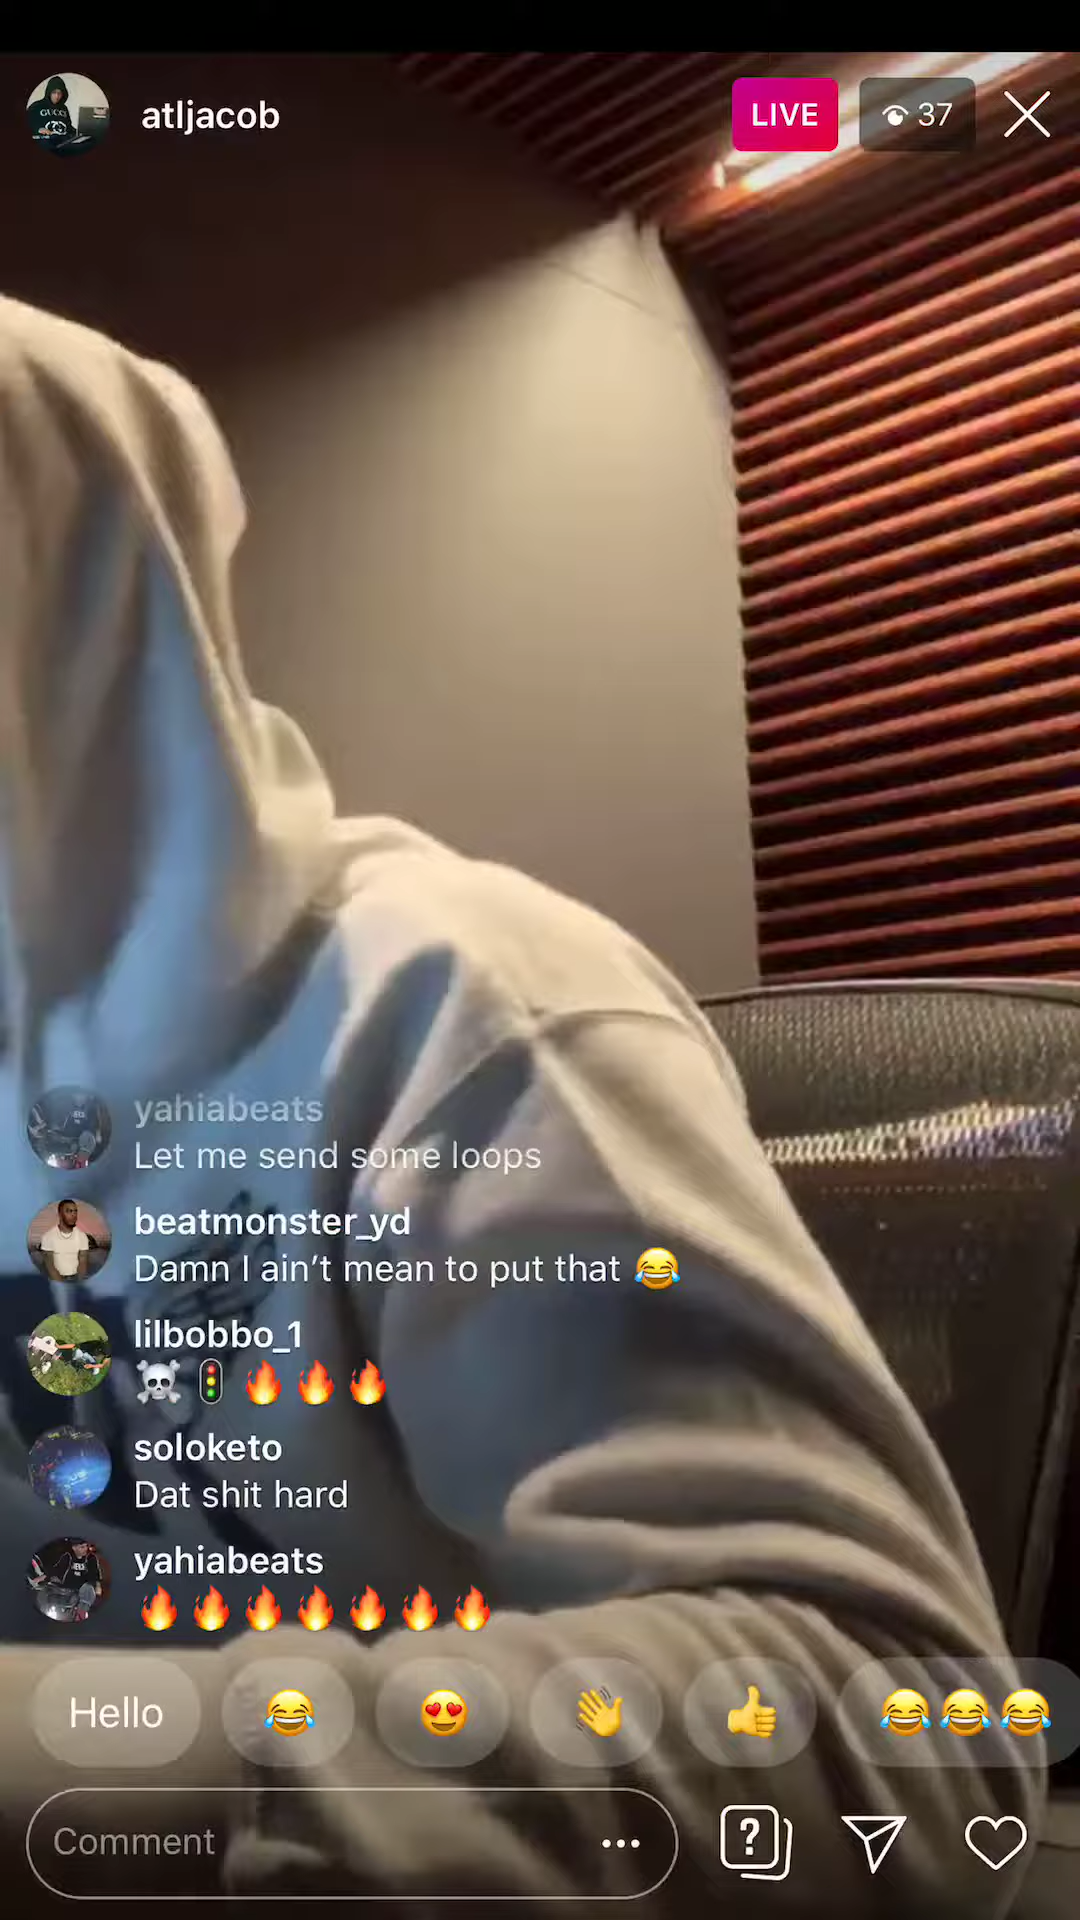 atljacob
LIVE
37
GUCCI
yahiabeats
Let me send some loops
beatmonster_yd
Damn I ain’t mean to put that 😂
lilbobbo_1
☠️🚦🔥🔥🔥
soloketo
Dat shit hard
yahiabeats
🔥🔥🔥🔥🔥🔥🔥
Hello 😂 😍 👋 👍 😂😂😂
Comment ...
?